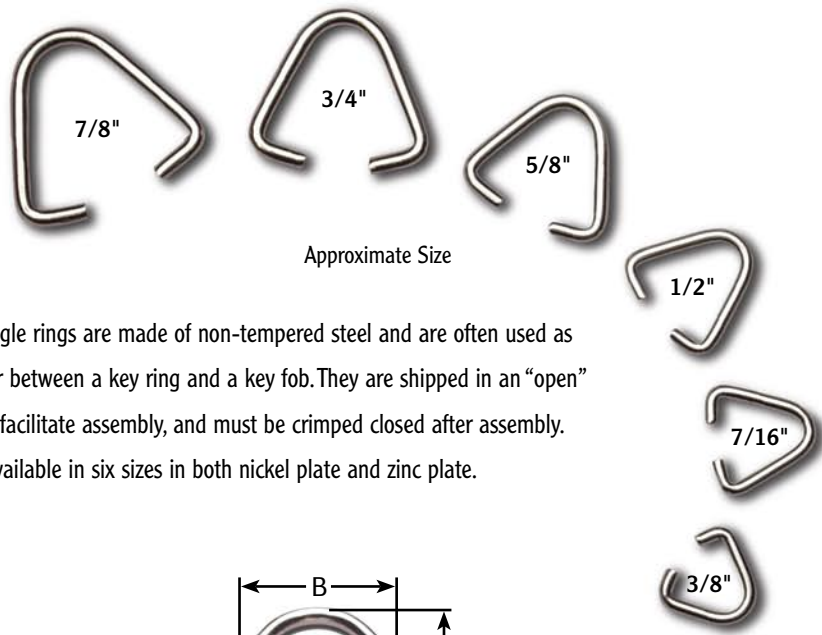 7/8"
3/4"
5/8"
Approximate Size
1/2"
gle rings are made of non-tempered steel and are often used as
between a key ring and a key fob. They are shipped in an “open”
facilitate assembly, and must be crimped closed after assembly.
vailable in six sizes in both nickel plate and zinc plate.
7/16"
3/8"
B